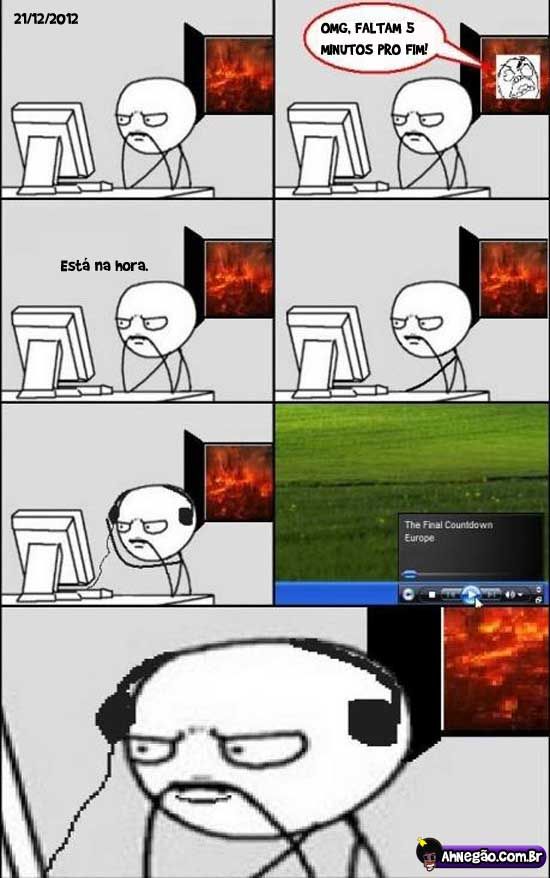 21/12/2012
OMG, FALTAM 5
MINUTOS PRO FIM!
Está na hora.
The Final Countdown
Europe
AhNegão.Com.Br